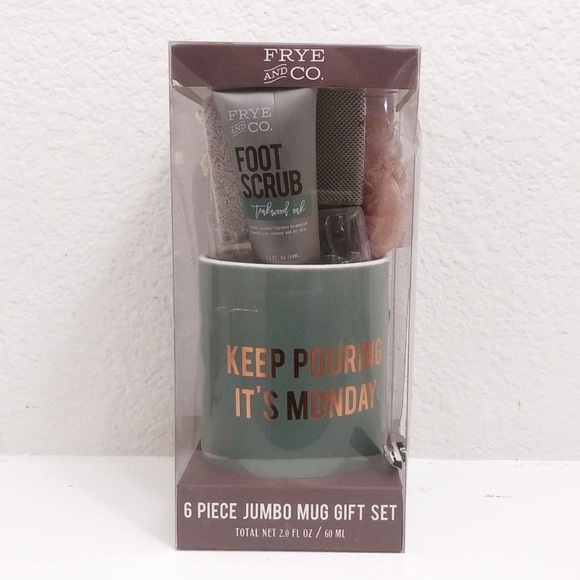 FRYE
AND CO.
FRYE
AND CO.
FOOT
SCRUB
teakwood oak
KEEP POURING
IT'S MONDAY
6 PIECE JUMBO MUG GIFT SET
TOTAL NET 2.0 FL OZ / 60 ML